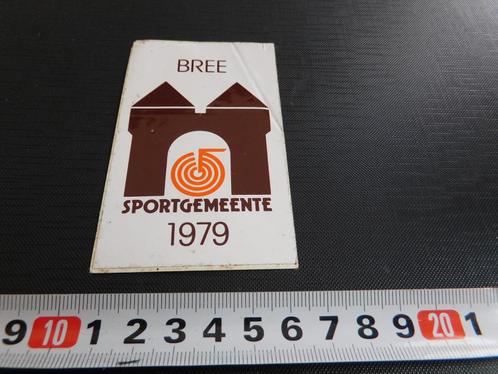 BREE
SPORTGEMEENTE
1979
9 10 1 2 3 4 5 6 7 8 9 20 1